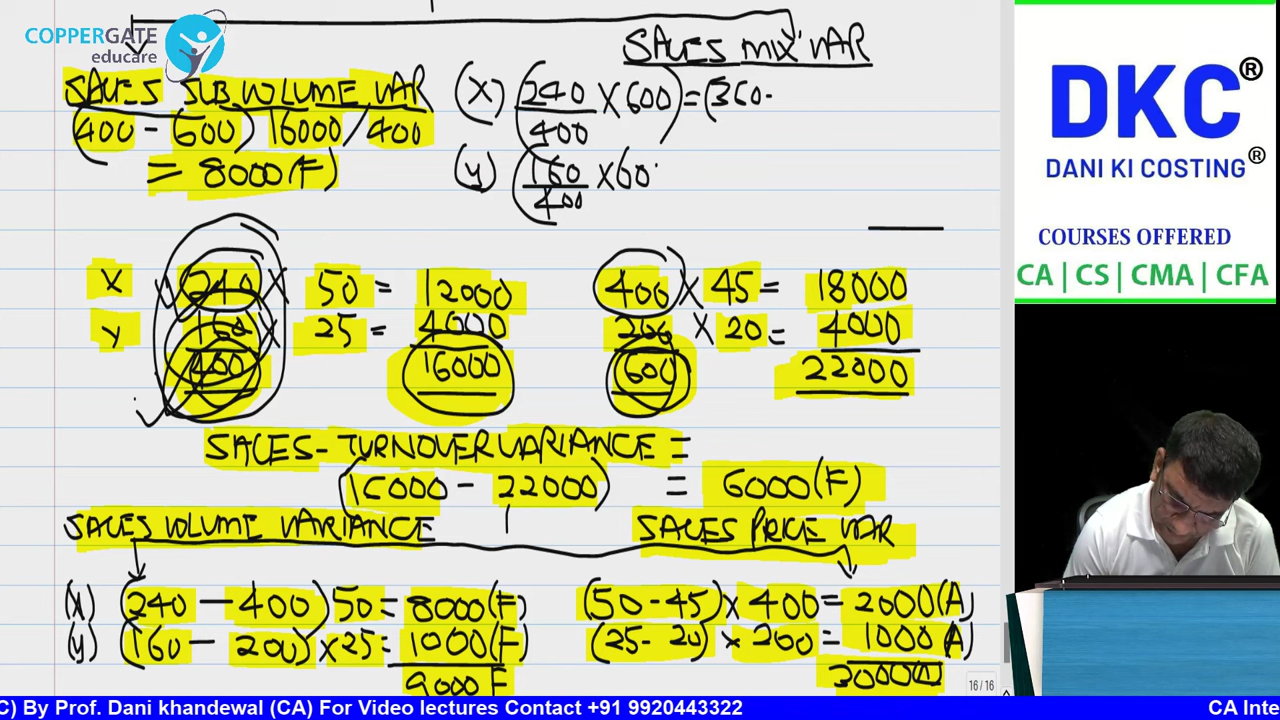 COPPERGATE
educare
SALES MIX VAR
SALES SUB VOLUME VAR
(400 - 600) 16000/400
= 8000 (F)
(X) (240/400 X 600) = (360-
(y) (160/400 X 60
X 240 X 50 = 12000 400 X 45 = 18000
y 160 X 25 = 4000 200 X 20 = 4000
400 16000 600 22000
SALES - TURNOVER VARIANCE =
(16000 - 22000) = 6000 (F)
SALES VOLUME VARIANCE SALES PRICE VAR
(X) (240 - 400) 50 = 8000 (F) (50 - 45) X 400 = 2000 (A)
(y) (160 - 200) X 25 = 1000 (F) (25 - 20) X 200 = 1000 (A)
9000 F 3000 (A)
16/16
DKC®
DANI KI COSTING®
COURSES OFFERED
CA | CS | CMA | CFA
C) By Prof. Dani khandewal (CA) For Video lectures Contact +91 9920443322 CA Inte